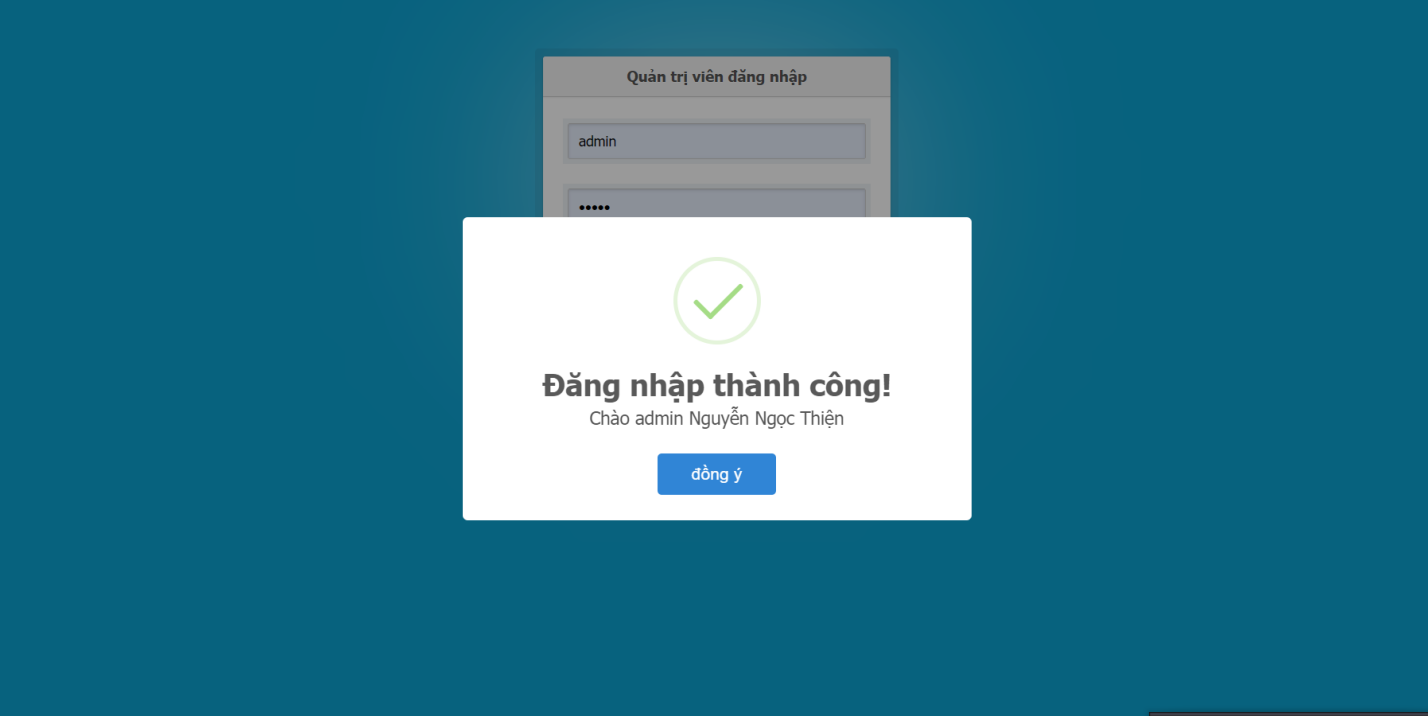 Quản trị viên đăng nhập
admin
•••••
Đăng nhập thành công!
Chào admin Nguyễn Ngọc Thiện
đồng ý